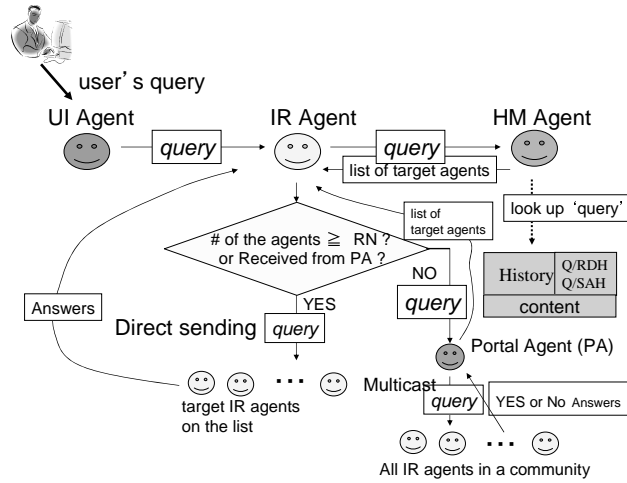 user's query
UI Agent
IR Agent
HM Agent
query
query
list of target agents
look up 'query'
list of
target agents
# of the agents ≧ RN ?
or Received from PA ?
History
Q/RDH
Q/SAH
content
NO
query
Answers
YES
Direct sending
query
Portal Agent (PA)
Multicast
query
YES or No Answers
target IR agents
on the list
All IR agents in a community